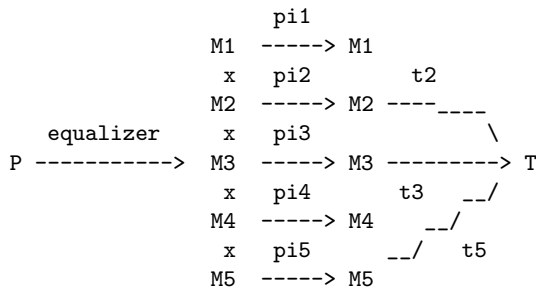 pi1
M1 -----> M1
x pi2 t2
M2 -----> M2 ----____
equalizer x pi3 \
P -----------> M3 -----> M3 ---------> T
x pi4 t3 __/
M4 -----> M4 __/
x pi5 __/ t5
M5 -----> M5